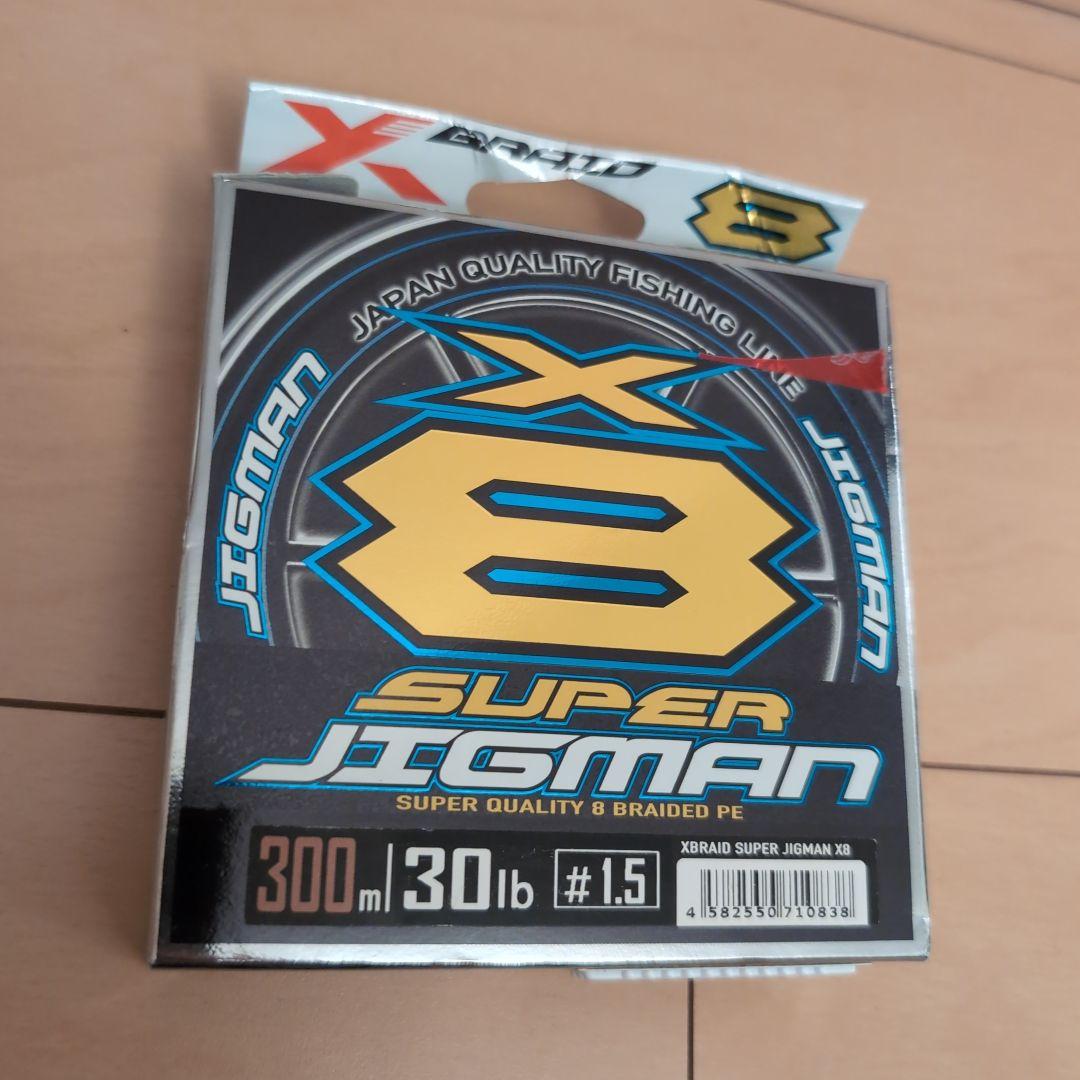 X BRAID 8
JAPAN QUALITY FISHING LINE
JIGMAN
JIGMAN
X
8
SUPER
JIGMAN
SUPER QUALITY 8 BRAIDED PE
300m 30lb #1.5
XBRAID SUPER JIGMAN X8
4 582550 710838